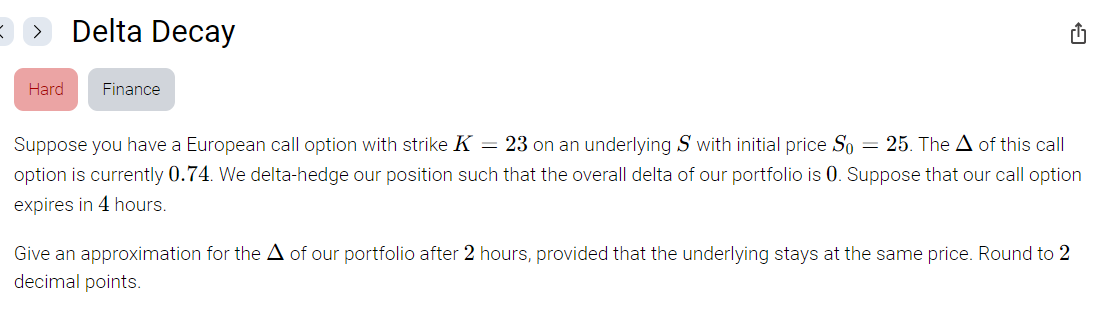 Delta Decay
Hard
Finance
Suppose you have a European call option with strike K = 23 on an underlying S with initial price S₀ = 25. The Δ of this call
option is currently 0.74. We delta-hedge our position such that the overall delta of our portfolio is 0. Suppose that our call option
expires in 4 hours.
Give an approximation for the Δ of our portfolio after 2 hours, provided that the underlying stays at the same price. Round to 2
decimal points.